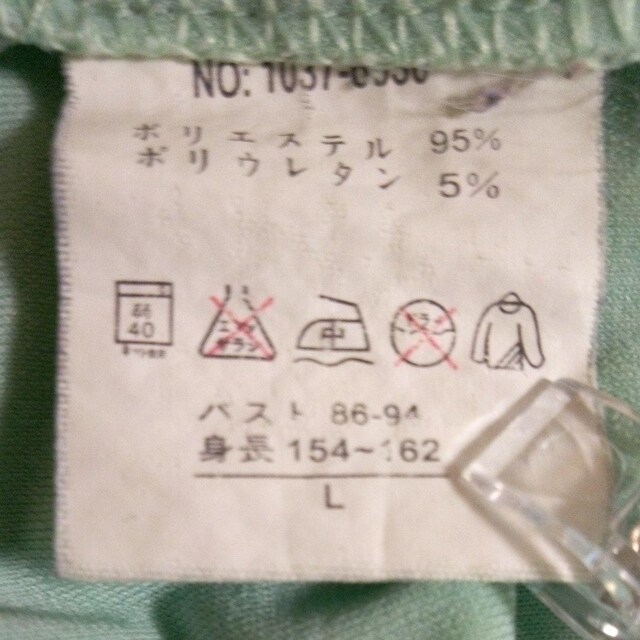 ポリエステル 95%
ポリウレタン 5%
弱
40
中
バスト 86-94
身長 154~162
L